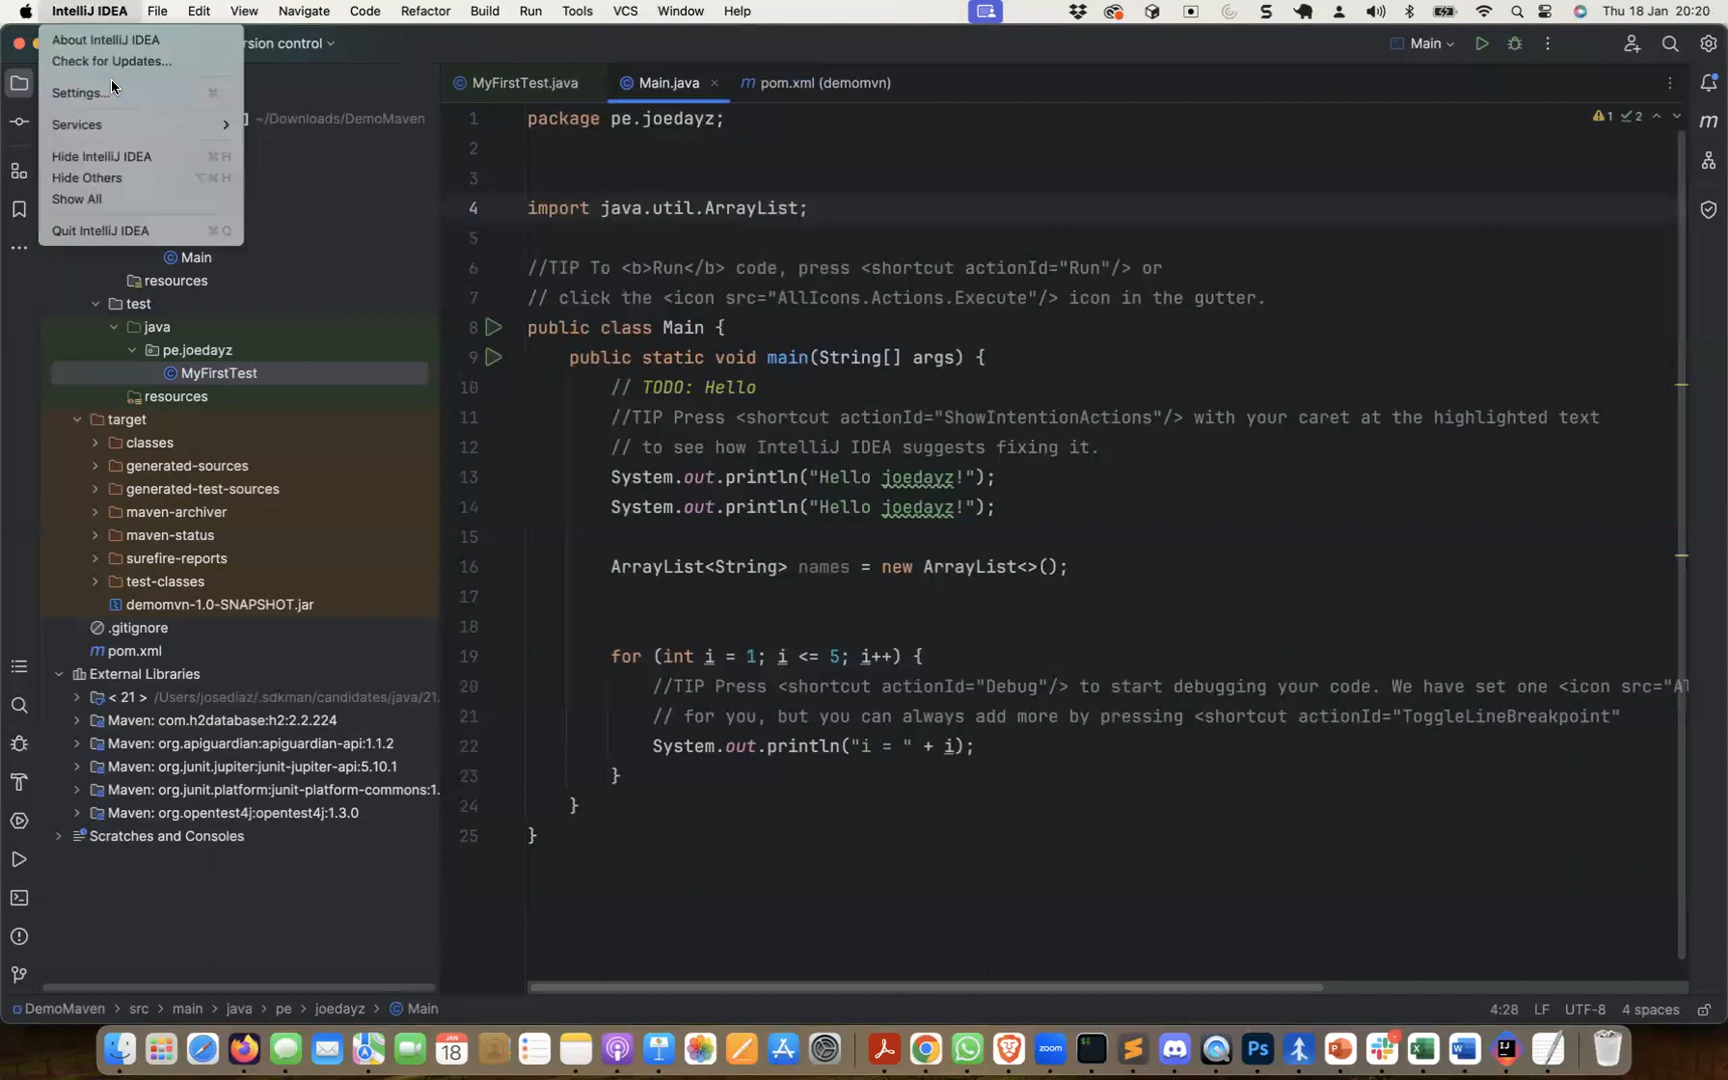 IntelliJ IDEA File Edit View Navigate Code Refactor Build Run Tools VCS Window Help Thu 18 Jan 20:20
About IntelliJ IDEA
Check for Updates...
Settings... ⌘
Services
Hide IntelliJ IDEA ⌘H
Hide Others ⌥⌘H
Show All
Quit IntelliJ IDEA ⌘Q
rsion control
Main
] ~/Downloads/DemoMaven
Main
resources
test
java
pe.joedayz
MyFirstTest
resources
target
classes
generated-sources
generated-test-sources
maven-archiver
maven-status
surefire-reports
test-classes
demomvn-1.0-SNAPSHOT.jar
.gitignore
pom.xml
External Libraries
< 21 > /Users/josediaz/.sdkman/candidates/java/21.
Maven: com.h2database:h2:2.2.224
Maven: org.apiguardian:apiguardian-api:1.1.2
Maven: org.junit.jupiter:junit-jupiter-api:5.10.1
Maven: org.junit.platform:junit-platform-commons:1.
Maven: org.opentest4j:opentest4j:1.3.0
Scratches and Consoles
MyFirstTest.java Main.java pom.xml (demomvn)
1 2
1 package pe.joedayz;
2
3
4 import java.util.ArrayList;
5
6 //TIP To <b>Run</b> code, press <shortcut actionId="Run"/> or
7 // click the <icon src="AllIcons.Actions.Execute"/> icon in the gutter.
8 public class Main {
9 public static void main(String[] args) {
10 // TODO: Hello
11 //TIP Press <shortcut actionId="ShowIntentionActions"/> with your caret at the highlighted text
12 // to see how IntelliJ IDEA suggests fixing it.
13 System.out.println("Hello joedayz!");
14 System.out.println("Hello joedayz!");
15
16 ArrayList<String> names = new ArrayList<>();
17
18
19 for (int i = 1; i <= 5; i++) {
20 //TIP Press <shortcut actionId="Debug"/> to start debugging your code. We have set one <icon src="Al
21 // for you, but you can always add more by pressing <shortcut actionId="ToggleLineBreakpoint"
22 System.out.println("i = " + i);
23 }
24 }
25 }
DemoMaven > src > main > java > pe > joedayz > Main
4:28 LF UTF-8 4 spaces
JAN
18
zoom
Ps